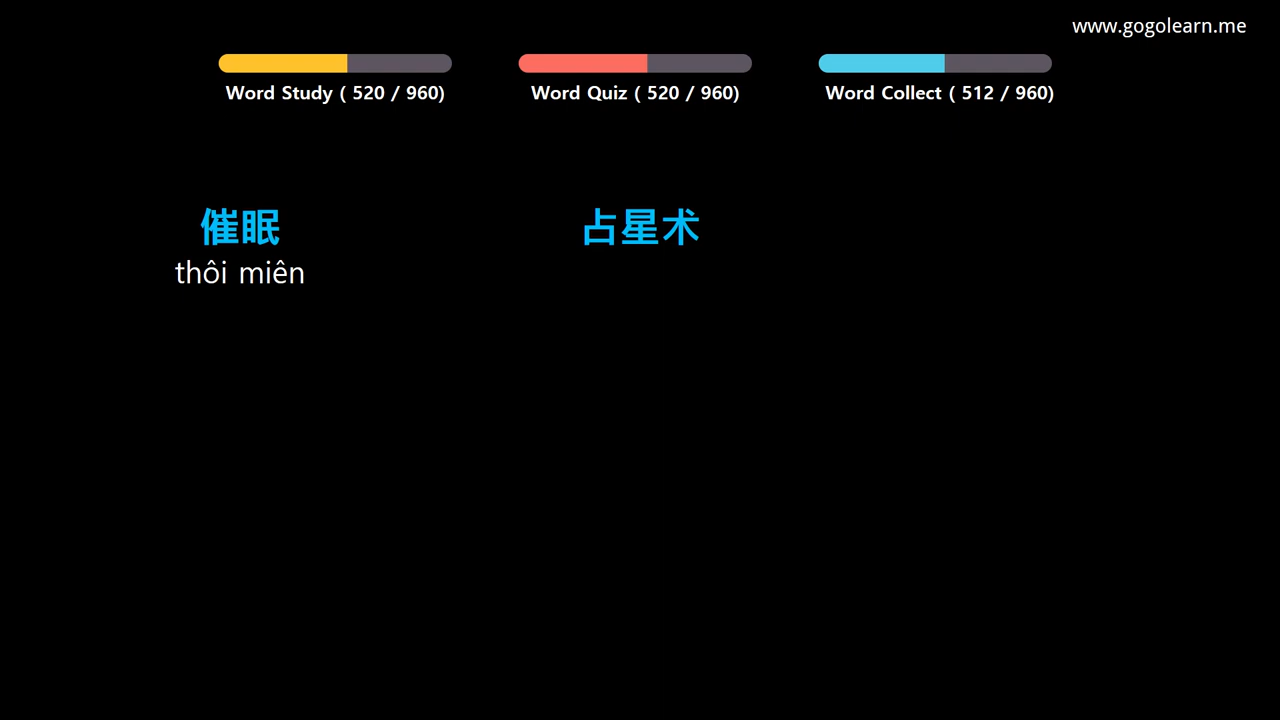 www.gogolearn.me
Word Study ( 520 / 960)
Word Quiz ( 520 / 960)
Word Collect ( 512 / 960)
催眠
thôi miên
占星术